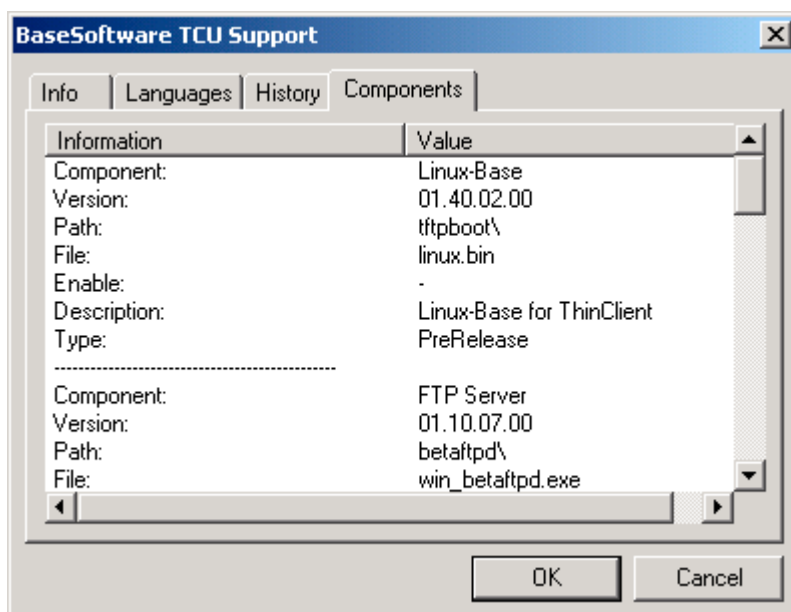 BaseSoftware TCU Support
Info Languages History Components
Information Value
Component: Linux-Base
Version: 01.40.02.00
Path: tftpboot\
File: linux.bin
Enable: -
Description: Linux-Base for ThinClient
Type: PreRelease
-----------------------------------------------
Component: FTP Server
Version: 01.10.07.00
Path: betaftpd\
File: win_betaftpd.exe
OK Cancel